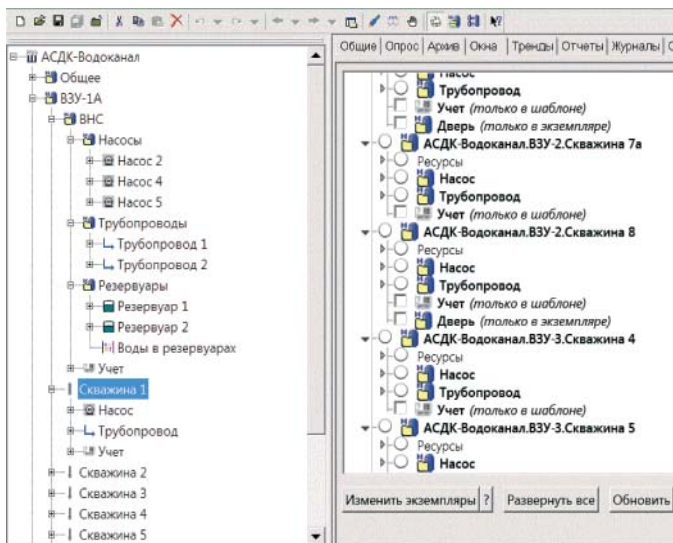 АСДК-Водоканал
Общее
ВЗУ-1А
ВНС
Насосы
Насос 2
Насос 4
Насос 5
Трубопроводы
Трубопровод 1
Трубопровод 2
Резервуары
Резервуар 1
Резервуар 2
Воды в резервуарах
Учет
Скважина 1
Насос
Трубопровод
Учет
Скважина 2
Скважина 3
Скважина 4
Скважина 5
Общие Опрос Архив Окна Тренды Отчеты Журналы
Насос
Трубопровод
Учет (только в шаблоне)
Дверь (только в экземпляре)
АСДК-Водоканал.ВЗУ-2.Скважина 7а
Ресурсы
Насос
Трубопровод
Учет (только в шаблоне)
АСДК-Водоканал.ВЗУ-2.Скважина 8
Ресурсы
Насос
Трубопровод
Учет (только в шаблоне)
Дверь (только в экземпляре)
АСДК-Водоканал.ВЗУ-3.Скважина 4
Ресурсы
Насос
Трубопровод
Учет (только в шаблоне)
АСДК-Водоканал.ВЗУ-3.Скважина 5
Ресурсы
Насос
Изменить экземпляры ? Развернуть все Обновить